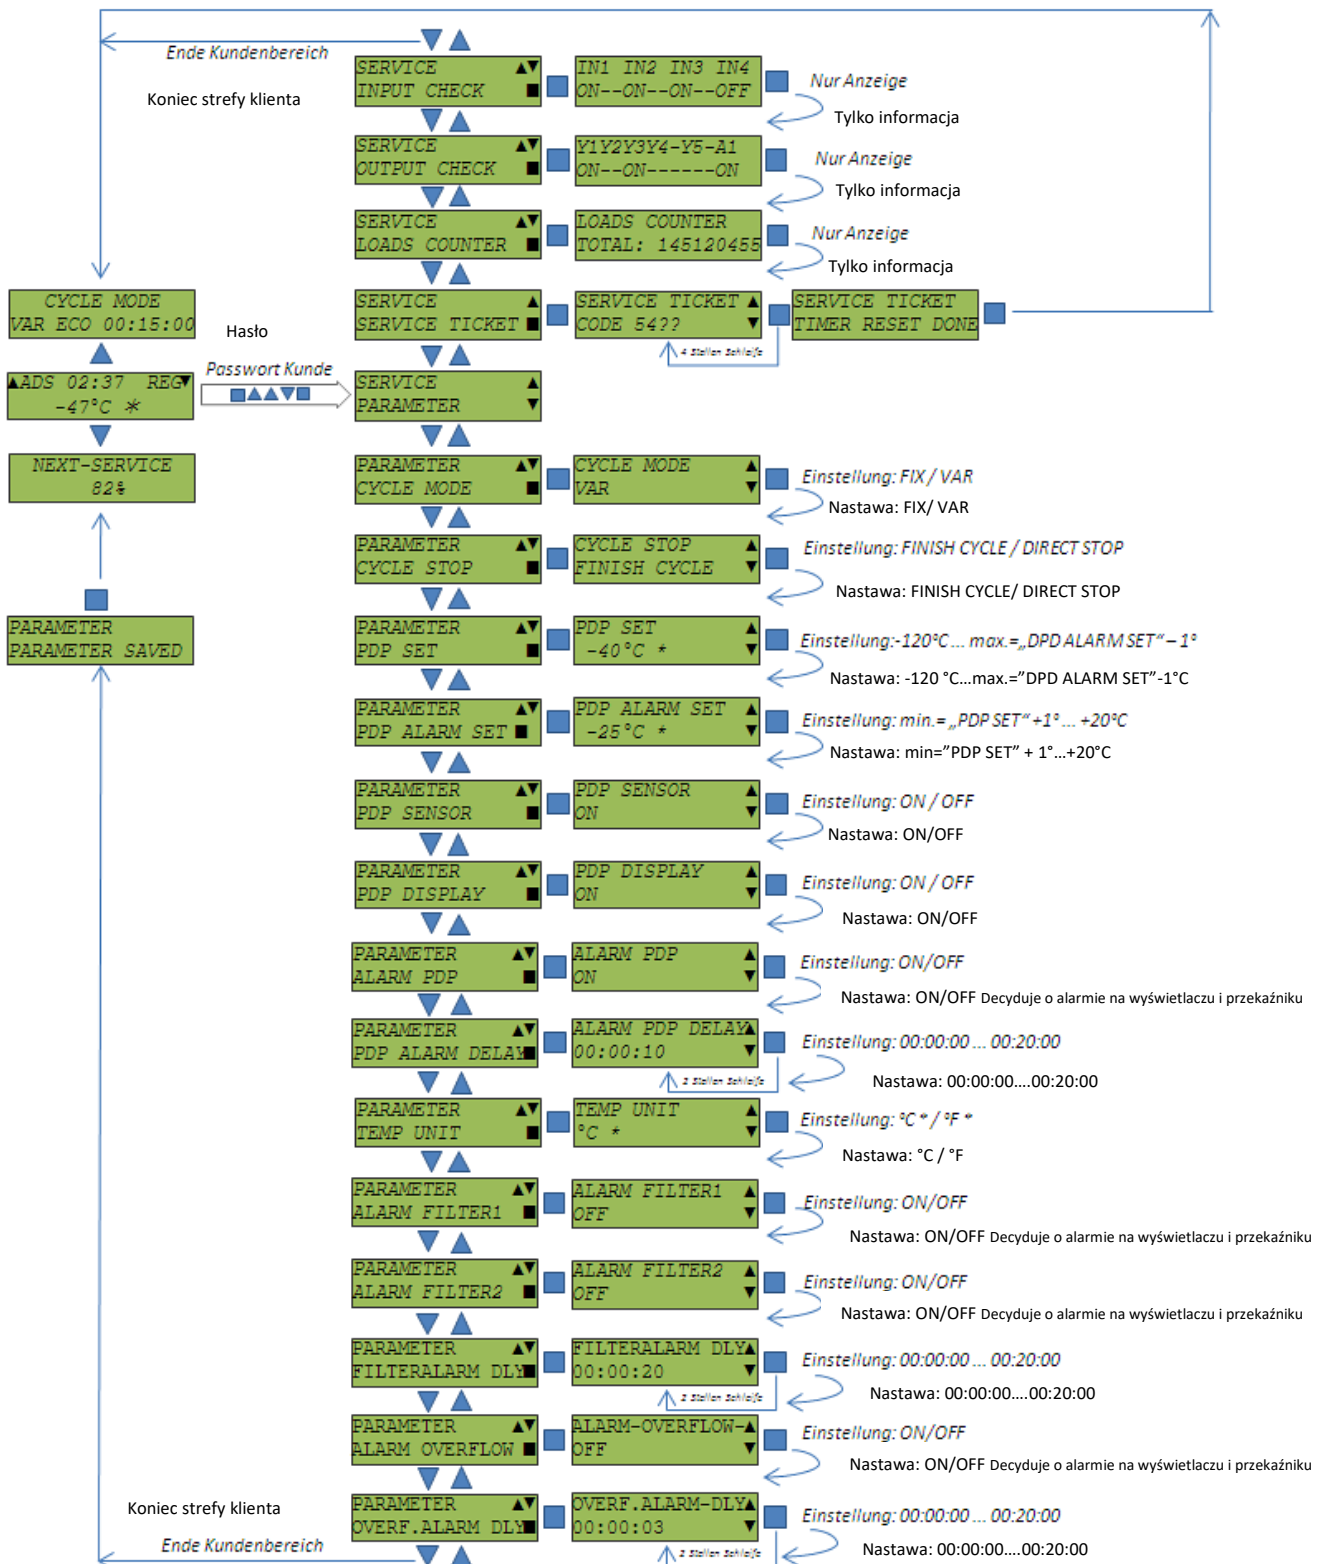 Ende Kundenbereich
Koniec strefy klienta
SERVICE ▲▼
INPUT CHECK ■
IN1 IN2 IN3 IN4
ON--ON--ON--OFF
Nur Anzeige
Tylko informacja
SERVICE ▲▼
OUTPUT CHECK ■
Y1Y2Y3Y4-Y5-A1
ON--ON------ON
Nur Anzeige
Tylko informacja
SERVICE ▲▼
LOADS COUNTER ■
LOADS COUNTER
TOTAL: 145120455
Nur Anzeige
Tylko informacja
CYCLE MODE
VAR ECO 00:15:00
SERVICE ▲
SERVICE TICKET ■
SERVICE TICKET ▲
CODE 54?? ▼
SERVICE TICKET
TIMER RESET DONE
4 Stellen Schleife
Hasło
Passwort Kunde
■▲▲▼■
▲ADS 02:37 REG▼
-47°C *
SERVICE ▲
PARAMETER ▼
NEXT-SERVICE
82%
PARAMETER ▲▼
CYCLE MODE ■
CYCLE MODE ▲
VAR ▼
Einstellung: FIX / VAR
Nastawa: FIX/ VAR
PARAMETER ▲▼
CYCLE STOP ■
CYCLE STOP ▲
FINISH CYCLE ▼
Einstellung: FINISH CYCLE / DIRECT STOP
Nastawa: FINISH CYCLE/ DIRECT STOP
PARAMETER
PARAMETER SAVED
PARAMETER ▲▼
PDP SET ■
PDP SET ▲
-40°C * ▼
Einstellung:-120°C ... max.=„DPD ALARM SET“ – 1°
Nastawa: -120 °C...max.=”DPD ALARM SET”-1°C
PARAMETER ▲▼
PDP ALARM SET ■
PDP ALARM SET ▲
-25°C * ▼
Einstellung: min.= „PDP SET“ +1° ... +20°C
Nastawa: min=”PDP SET” + 1°...+20°C
PARAMETER ▲▼
PDP SENSOR ■
PDP SENSOR ▲
ON ▼
Einstellung: ON / OFF
Nastawa: ON/OFF
PARAMETER ▲▼
PDP DISPLAY ■
PDP DISPLAY ▲
ON ▼
Einstellung: ON / OFF
Nastawa: ON/OFF
PARAMETER ▲▼
ALARM PDP ■
ALARM PDP ▲
ON ▼
Einstellung: ON/OFF
Nastawa: ON/OFF Decyduje o alarmie na wyświetlaczu i przekaźniku
PARAMETER ▲▼
PDP ALARM DELAY■
ALARM PDP DELAY▲
00:00:10 ▼
Einstellung: 00:00:00 ... 00:20:00
2 Stellen Schleife
Nastawa: 00:00:00....00:20:00
PARAMETER ▲▼
TEMP UNIT ■
TEMP UNIT ▲
°C * ▼
Einstellung: °C * / °F *
Nastawa: °C / °F
PARAMETER ▲▼
ALARM FILTER1 ■
ALARM FILTER1 ▲
OFF ▼
Einstellung: ON/OFF
Nastawa: ON/OFF Decyduje o alarmie na wyświetlaczu i przekaźniku
PARAMETER ▲▼
ALARM FILTER2 ■
ALARM FILTER2 ▲
OFF ▼
Einstellung: ON/OFF
Nastawa: ON/OFF Decyduje o alarmie na wyświetlaczu i przekaźniku
PARAMETER ▲▼
FILTERALARM DLY■
FILTERALARM DLY▲
00:00:20 ▼
Einstellung: 00:00:00 ... 00:20:00
2 Stellen Schleife
Nastawa: 00:00:00....00:20:00
PARAMETER ▲▼
ALARM OVERFLOW ■
ALARM-OVERFLOW-▲
OFF ▼
Einstellung: ON/OFF
Nastawa: ON/OFF Decyduje o alarmie na wyświetlaczu i przekaźniku
Koniec strefy klienta
PARAMETER ▲▼
OVERF.ALARM DLY■
OVERF.ALARM-DLY▲
00:00:03 ▼
Einstellung: 00:00:00 ... 00:20:00
Ende Kundenbereich
2 Stellen Schleife
Nastawa: 00:00:00....00:20:00